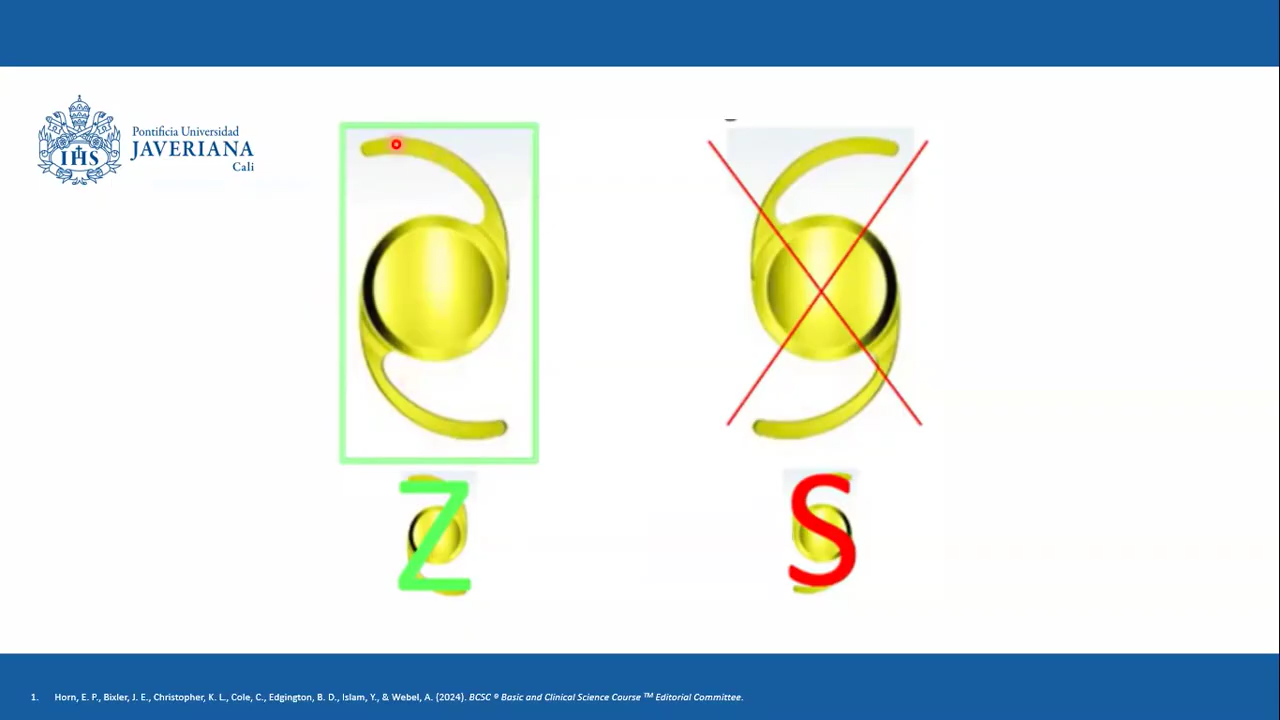 Pontificia Universidad
JAVERIANA
Cali
IHS
Z
S
1. Horn, E. P., Bixler, J. E., Christopher, K. L., Cole, C., Edgington, B. D., Islam, Y., & Webel, A. (2024). BCSC ® Basic and Clinical Science Course ™ Editorial Committee.